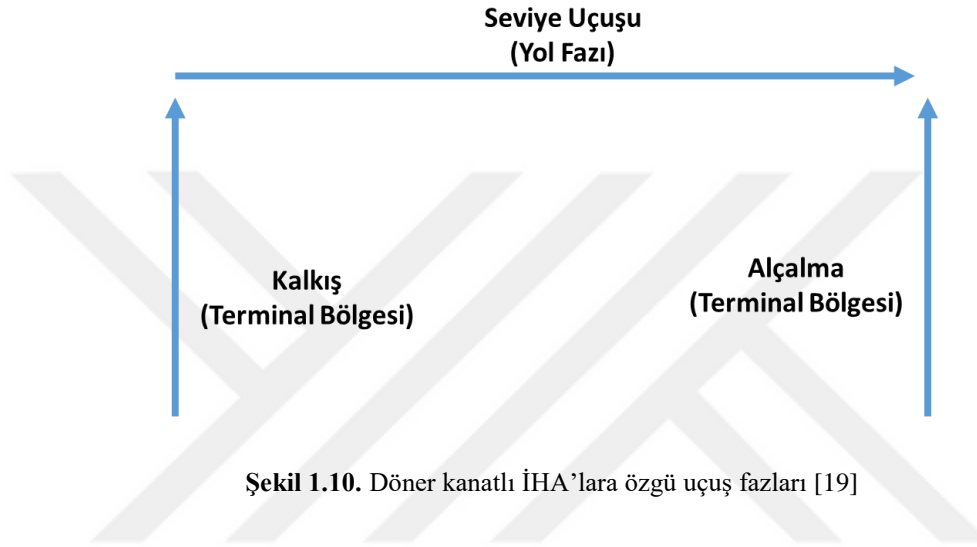 Seviye Uçuşu
(Yol Fazı)
Kalkış
(Terminal Bölgesi)
Alçalma
(Terminal Bölgesi)
Şekil 1.10. Döner kanatlı İHA’lara özgü uçuş fazları [19]